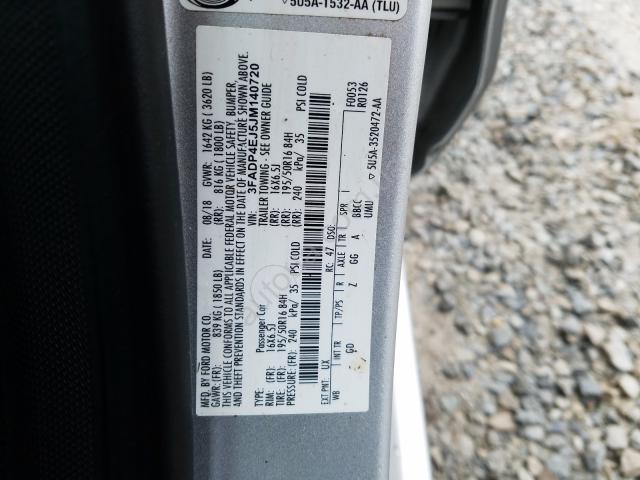 5U5A-1532-AA (TLU)
MFD. BY FORD MOTOR CO.
DATE: 08/18 GVWR: 1642 KG ( 3620 LB)
GAWR: (FR): 839 KG ( 1850 LB) (RR): 816 KG ( 1800 LB)
THIS VEHICLE CONFORMS TO ALL APPLICABLE FEDERAL MOTOR VEHICLE SAFETY, BUMPER,
AND THEFT PREVENTION STANDARDS IN EFFECT ON THE DATE OF MANUFACTURE SHOWN ABOVE.
VIN: 3FADP4EJ5JM140720
TYPE: Passenger Car TRAILER TOWING - SEE OWNER GUIDE
RIM: (FR): 16X6.5J (RR): 16X6.5J
TIRE: (FR): 195/50R16 84H (RR): 195/50R16 84H
PRESSURE: (FR): 240 kPa/ 35 PSI COLD (RR): 240 kPa/ 35 PSI COLD
EXT PNT: UX RC: 47 DSO: F0053
WB INT TR TP/PS R AXLE TR SPR R0126
GD Z GG A BBCC
UMU
5U5A-3520472-AA